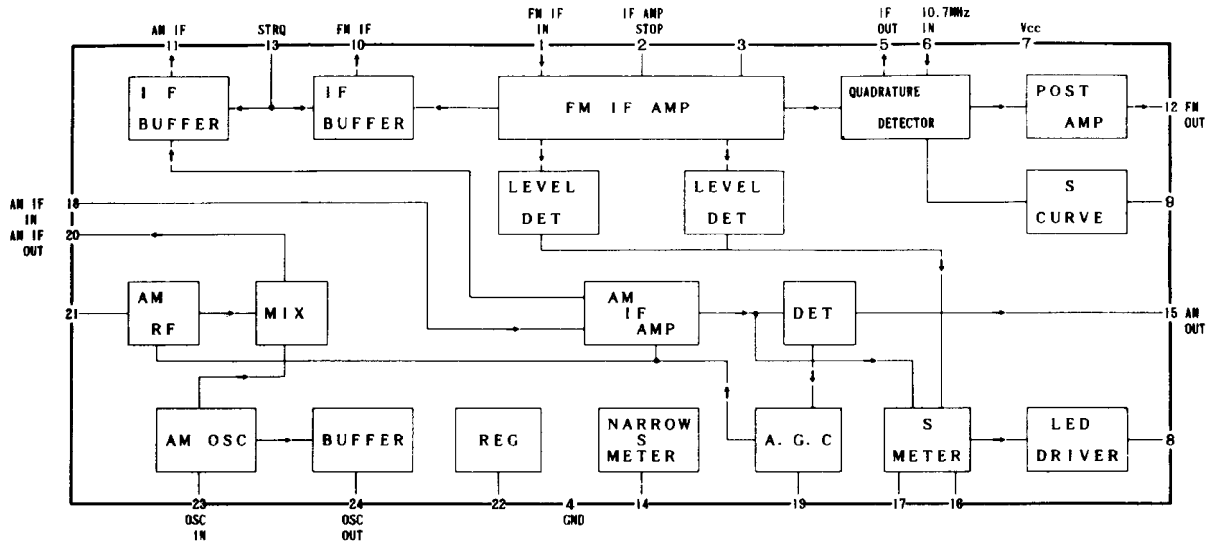 FM IF IF AMP IF 10.7MHz
AM IF STRQ FM IF IN STOP OUT IN Vcc
11 13 10 1 2 3 5 6 7
I F
BUFFER
IF
BUFFER
FM IF AMP
QUADRATURE
DETECTOR
POST
AMP
12 FM
OUT
LEVEL
DET
LEVEL
DET
S
CURVE
9
AM IF 18
IN
AM IF 20
OUT
21
AM
RF
MIX
AM
IF
AMP
DET
15 AM
OUT
AM OSC
BUFFER
REG
NARROW
S
METER
A. G. C
S
METER
LED
DRIVER
8
23 24 22 4 14 19 17 16
OSC OSC GND
IN OUT